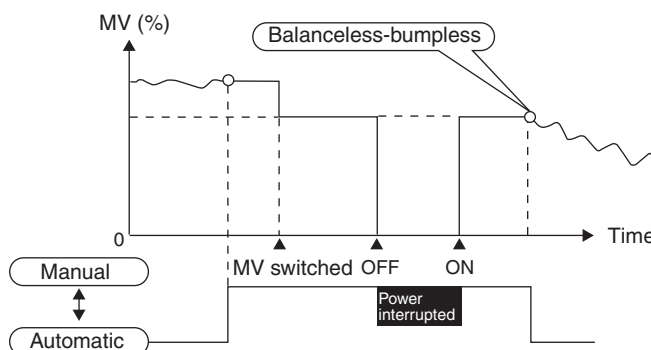 MV (%)
Balanceless-bumpless
0
Time
Manual
MV switched OFF ON
Power
interrupted
Automatic